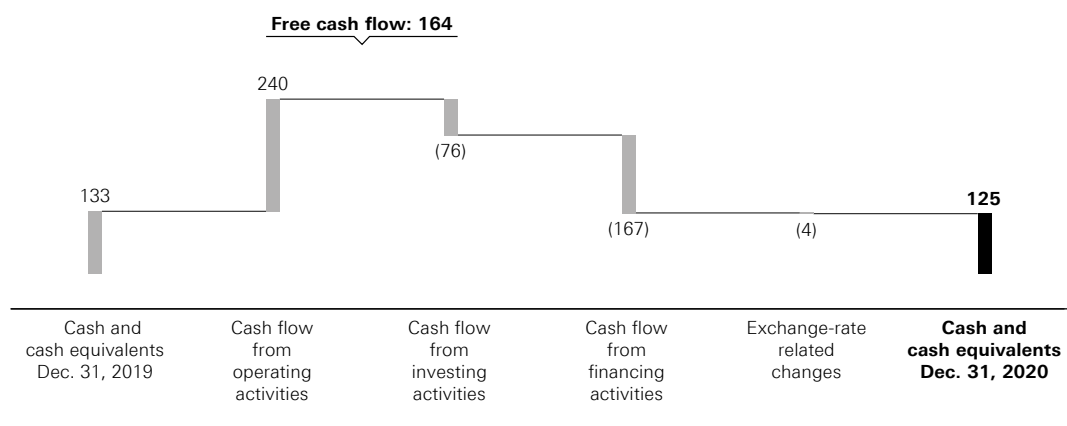 Free cash flow: 164
240
(76)
133
125
(167)
(4)
Cash and
cash equivalents
Dec. 31, 2019
Cash flow
from
operating
activities
Cash flow
from
investing
activities
Cash flow
from
financing
activities
Exchange-rate
related
changes
Cash and
cash equivalents
Dec. 31, 2020